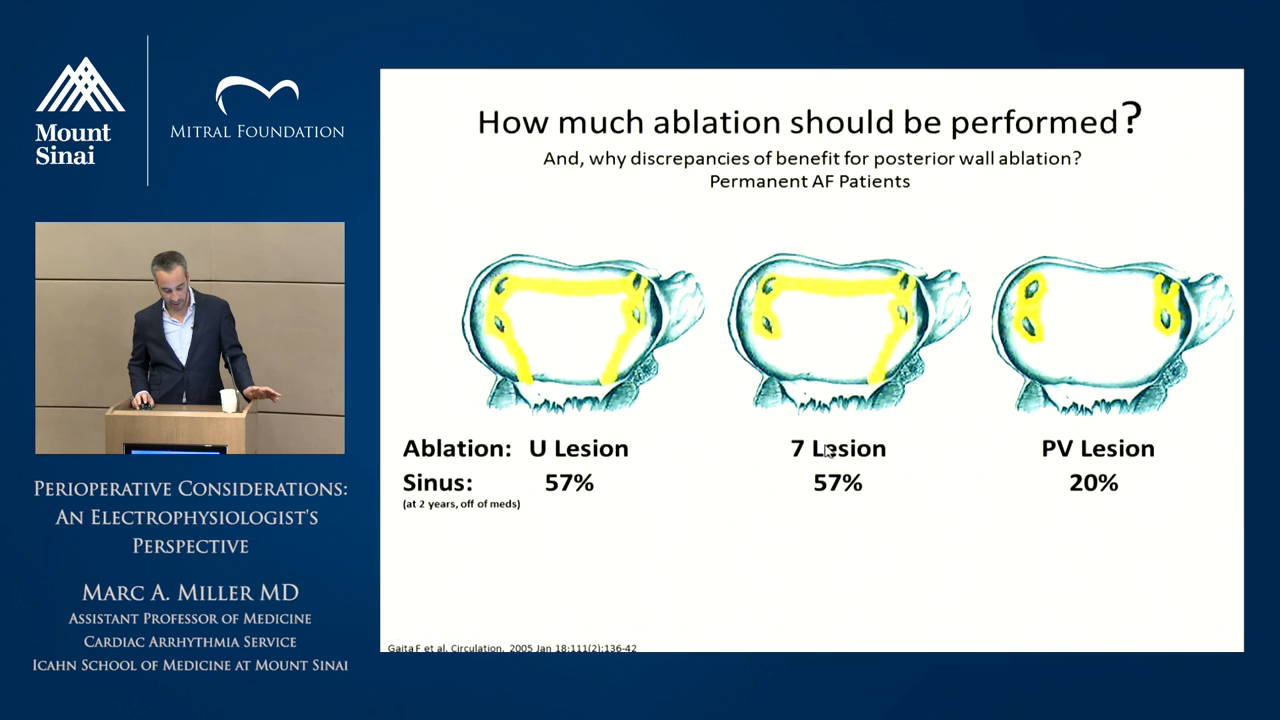 Mount
Sinai
MITRAL FOUNDATION
PERIOPERATIVE CONSIDERATIONS:
AN ELECTROPHYSIOLOGIST'S
PERSPECTIVE
MARC A. MILLER MD
ASSISTANT PROFESSOR OF MEDICINE
CARDIAC ARRHYTHMIA SERVICE
ICAHN SCHOOL OF MEDICINE AT MOUNT SINAI
How much ablation should be performed?
And, why discrepancies of benefit for posterior wall ablation?
Permanent AF Patients
Ablation: U Lesion 7 Lesion PV Lesion
Sinus: 57% 57% 20%
(at 2 years, off of meds)
Gaita F et al. Circulation. 2005 Jan 18;111(2):136-42